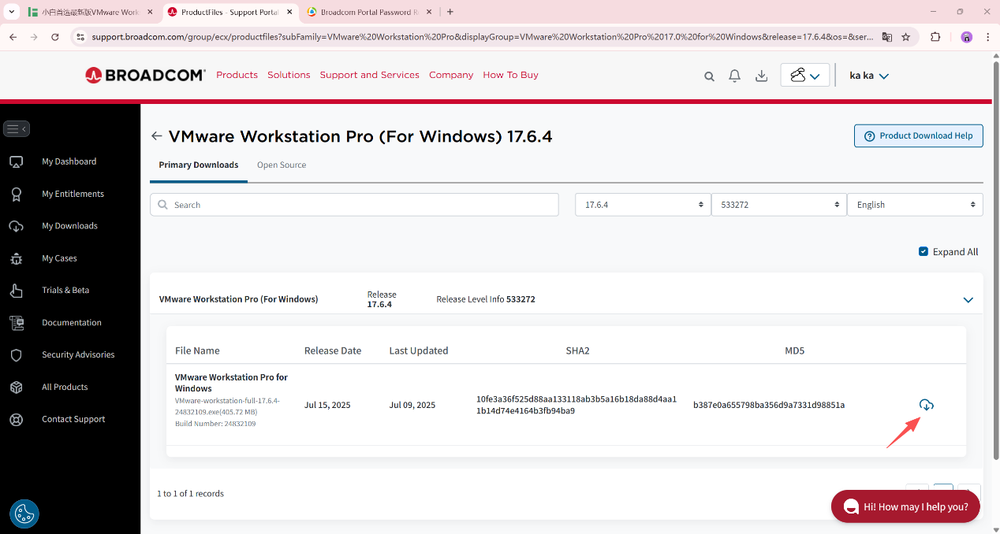 小白首选最新版VMware Work
ProductFiles - Support Portal
Broadcom Portal Password R
support.broadcom.com/group/ecx/productfiles?subFamily=VMware%20Workstation%20Pro&displayGroup=VMware%20Workstation%20Pro%2017.0%20for%20Windows&release=17.6.4&os=&ser...
BROADCOM
Products
Solutions
Support and Services
Company
How To Buy
ka ka
VMware Workstation Pro (For Windows) 17.6.4
Product Download Help
My Dashboard
My Entitlements
My Downloads
My Cases
Trials & Beta
Documentation
Security Advisories
All Products
Contact Support
Primary Downloads
Open Source
Search
17.6.4
533272
English
Expand All
VMware Workstation Pro (For Windows)
Release
17.6.4
Release Level Info 533272
File Name
Release Date
Last Updated
SHA2
MD5
VMware Workstation Pro for
Windows
VMware-workstation-full-17.6.4-
24832109.exe(405.72 MB)
Build Number: 24832109
Jul 15, 2025
Jul 09, 2025
10fe3a36f525d88aa133118ab3b5a16b18da88d4aa1
1b14d74e4164b3fb94ba9
b387e0a655798ba356d9a7331d98851a
1 to 1 of 1 records
Hi! How may I help you?